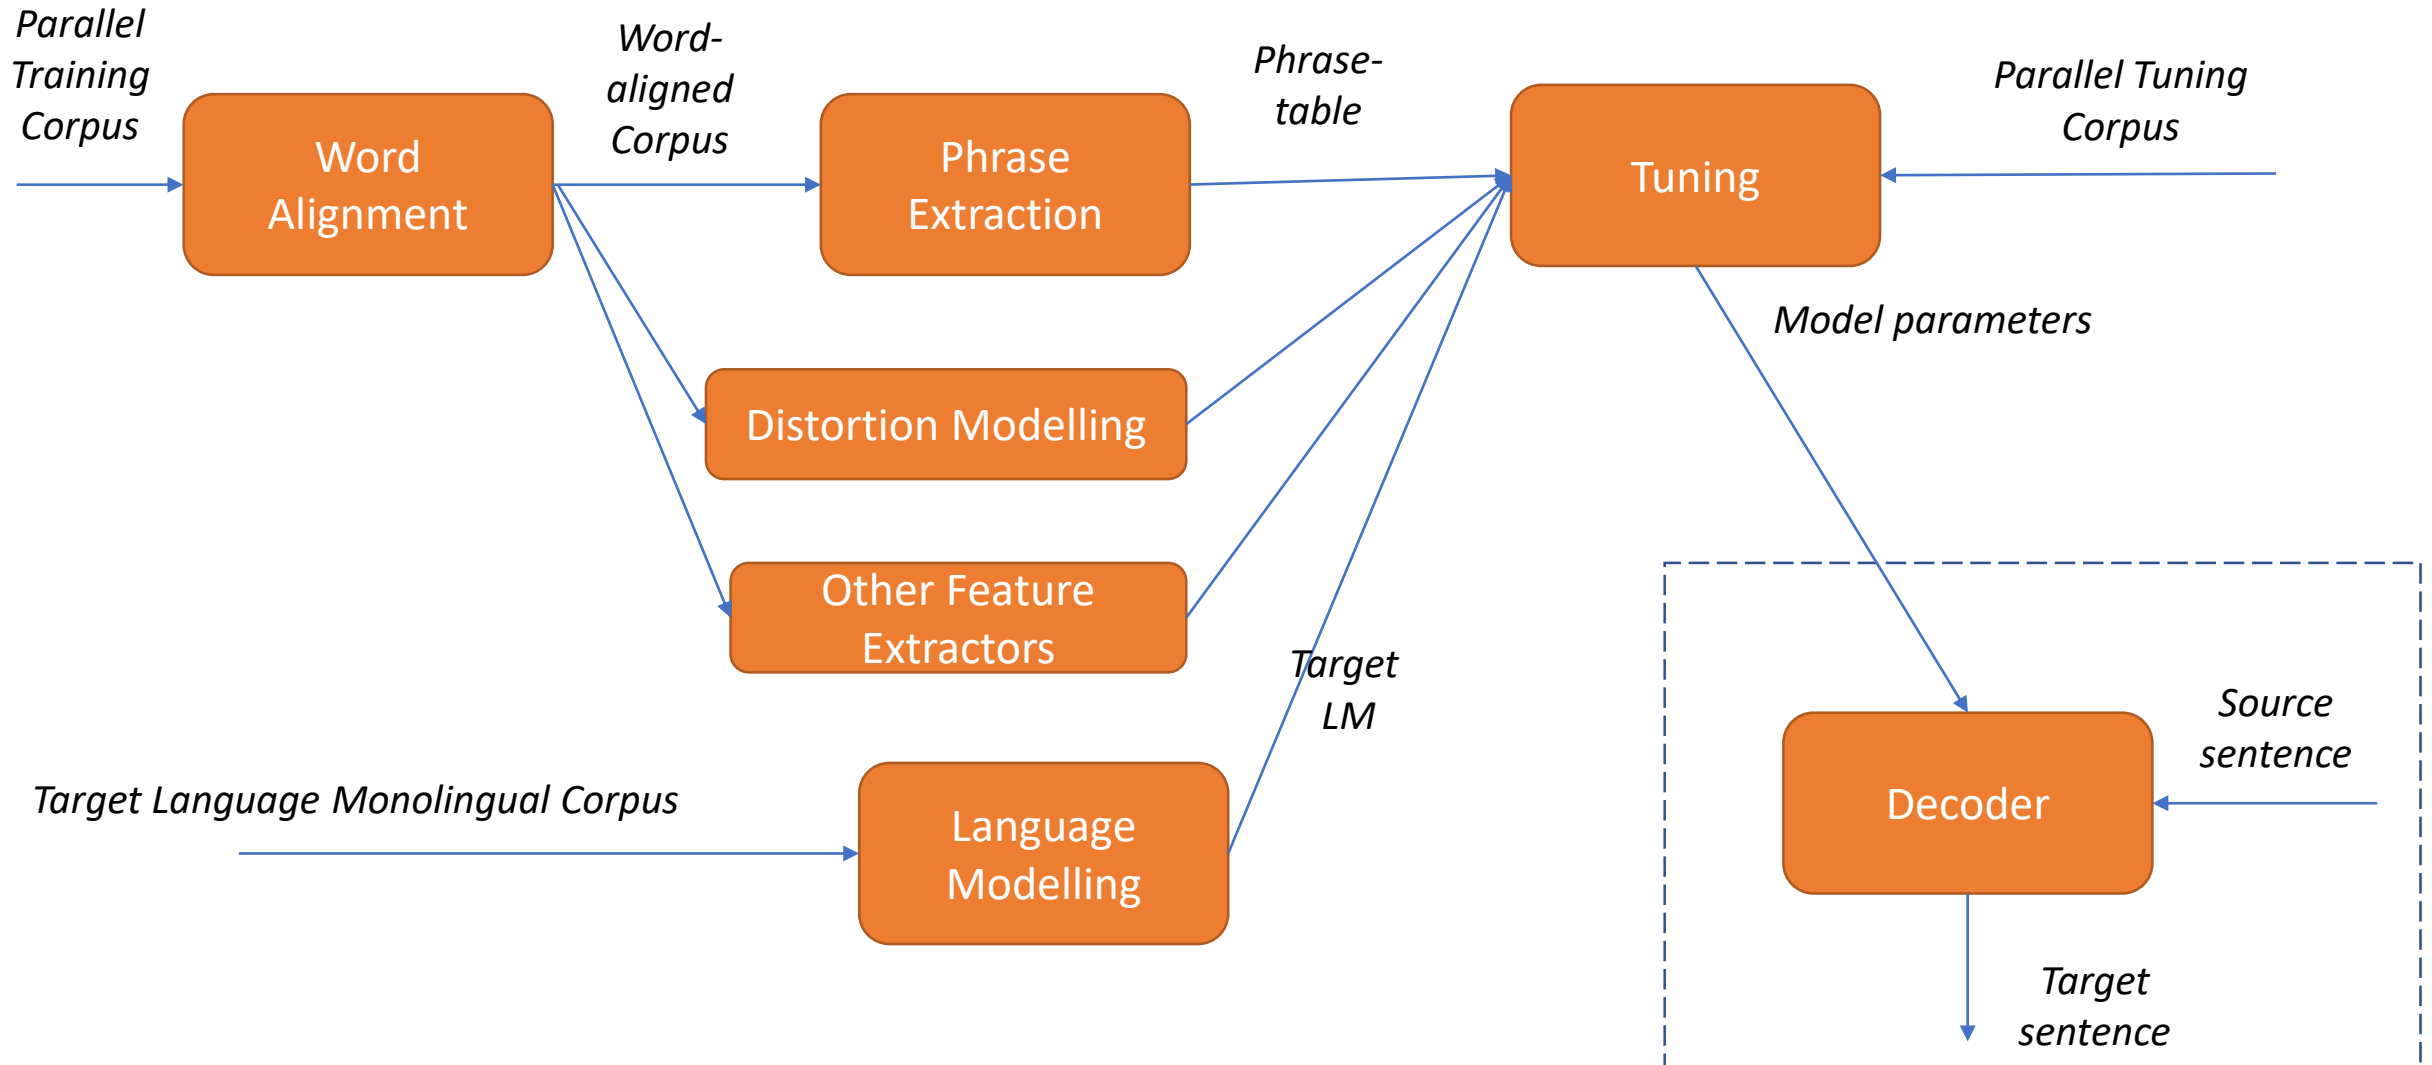 Parallel
Training
Corpus
Word
Alignment
Word-
aligned
Corpus
Phrase
Extraction
Phrase-
table
Tuning
Parallel Tuning
Corpus
Model parameters
Distortion Modelling
Other Feature
Extractors
Target
LM
Target Language Monolingual Corpus
Language
Modelling
Decoder
Source
sentence
Target
sentence